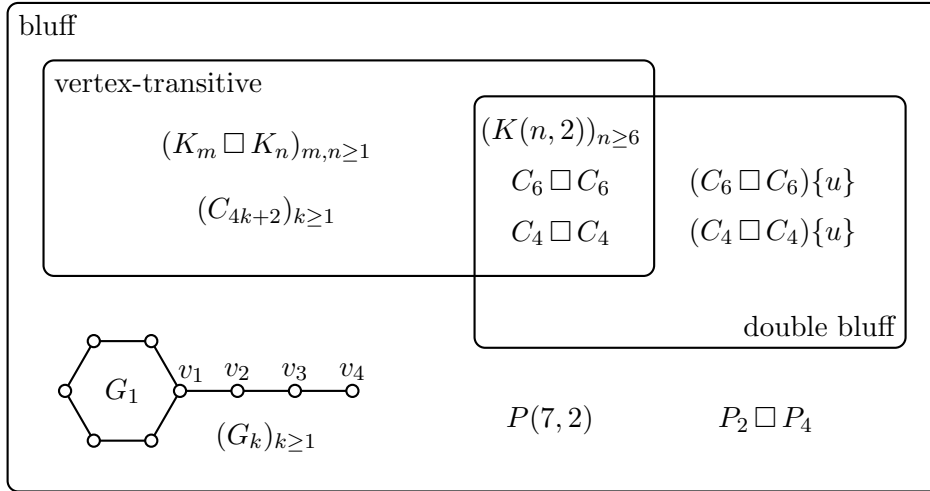 bluff
vertex-transitive
(K(n, 2))_{n≥6}
(K_m □ K_n)_{m,n≥1}
C_6 □ C_6
(C_6 □ C_6){u}
(C_{4k+2})_{k≥1}
C_4 □ C_4
(C_4 □ C_4){u}
double bluff
v_1 v_2 v_3 v_4
G_1
(G_k)_{k≥1}
P(7, 2)
P_2 □ P_4